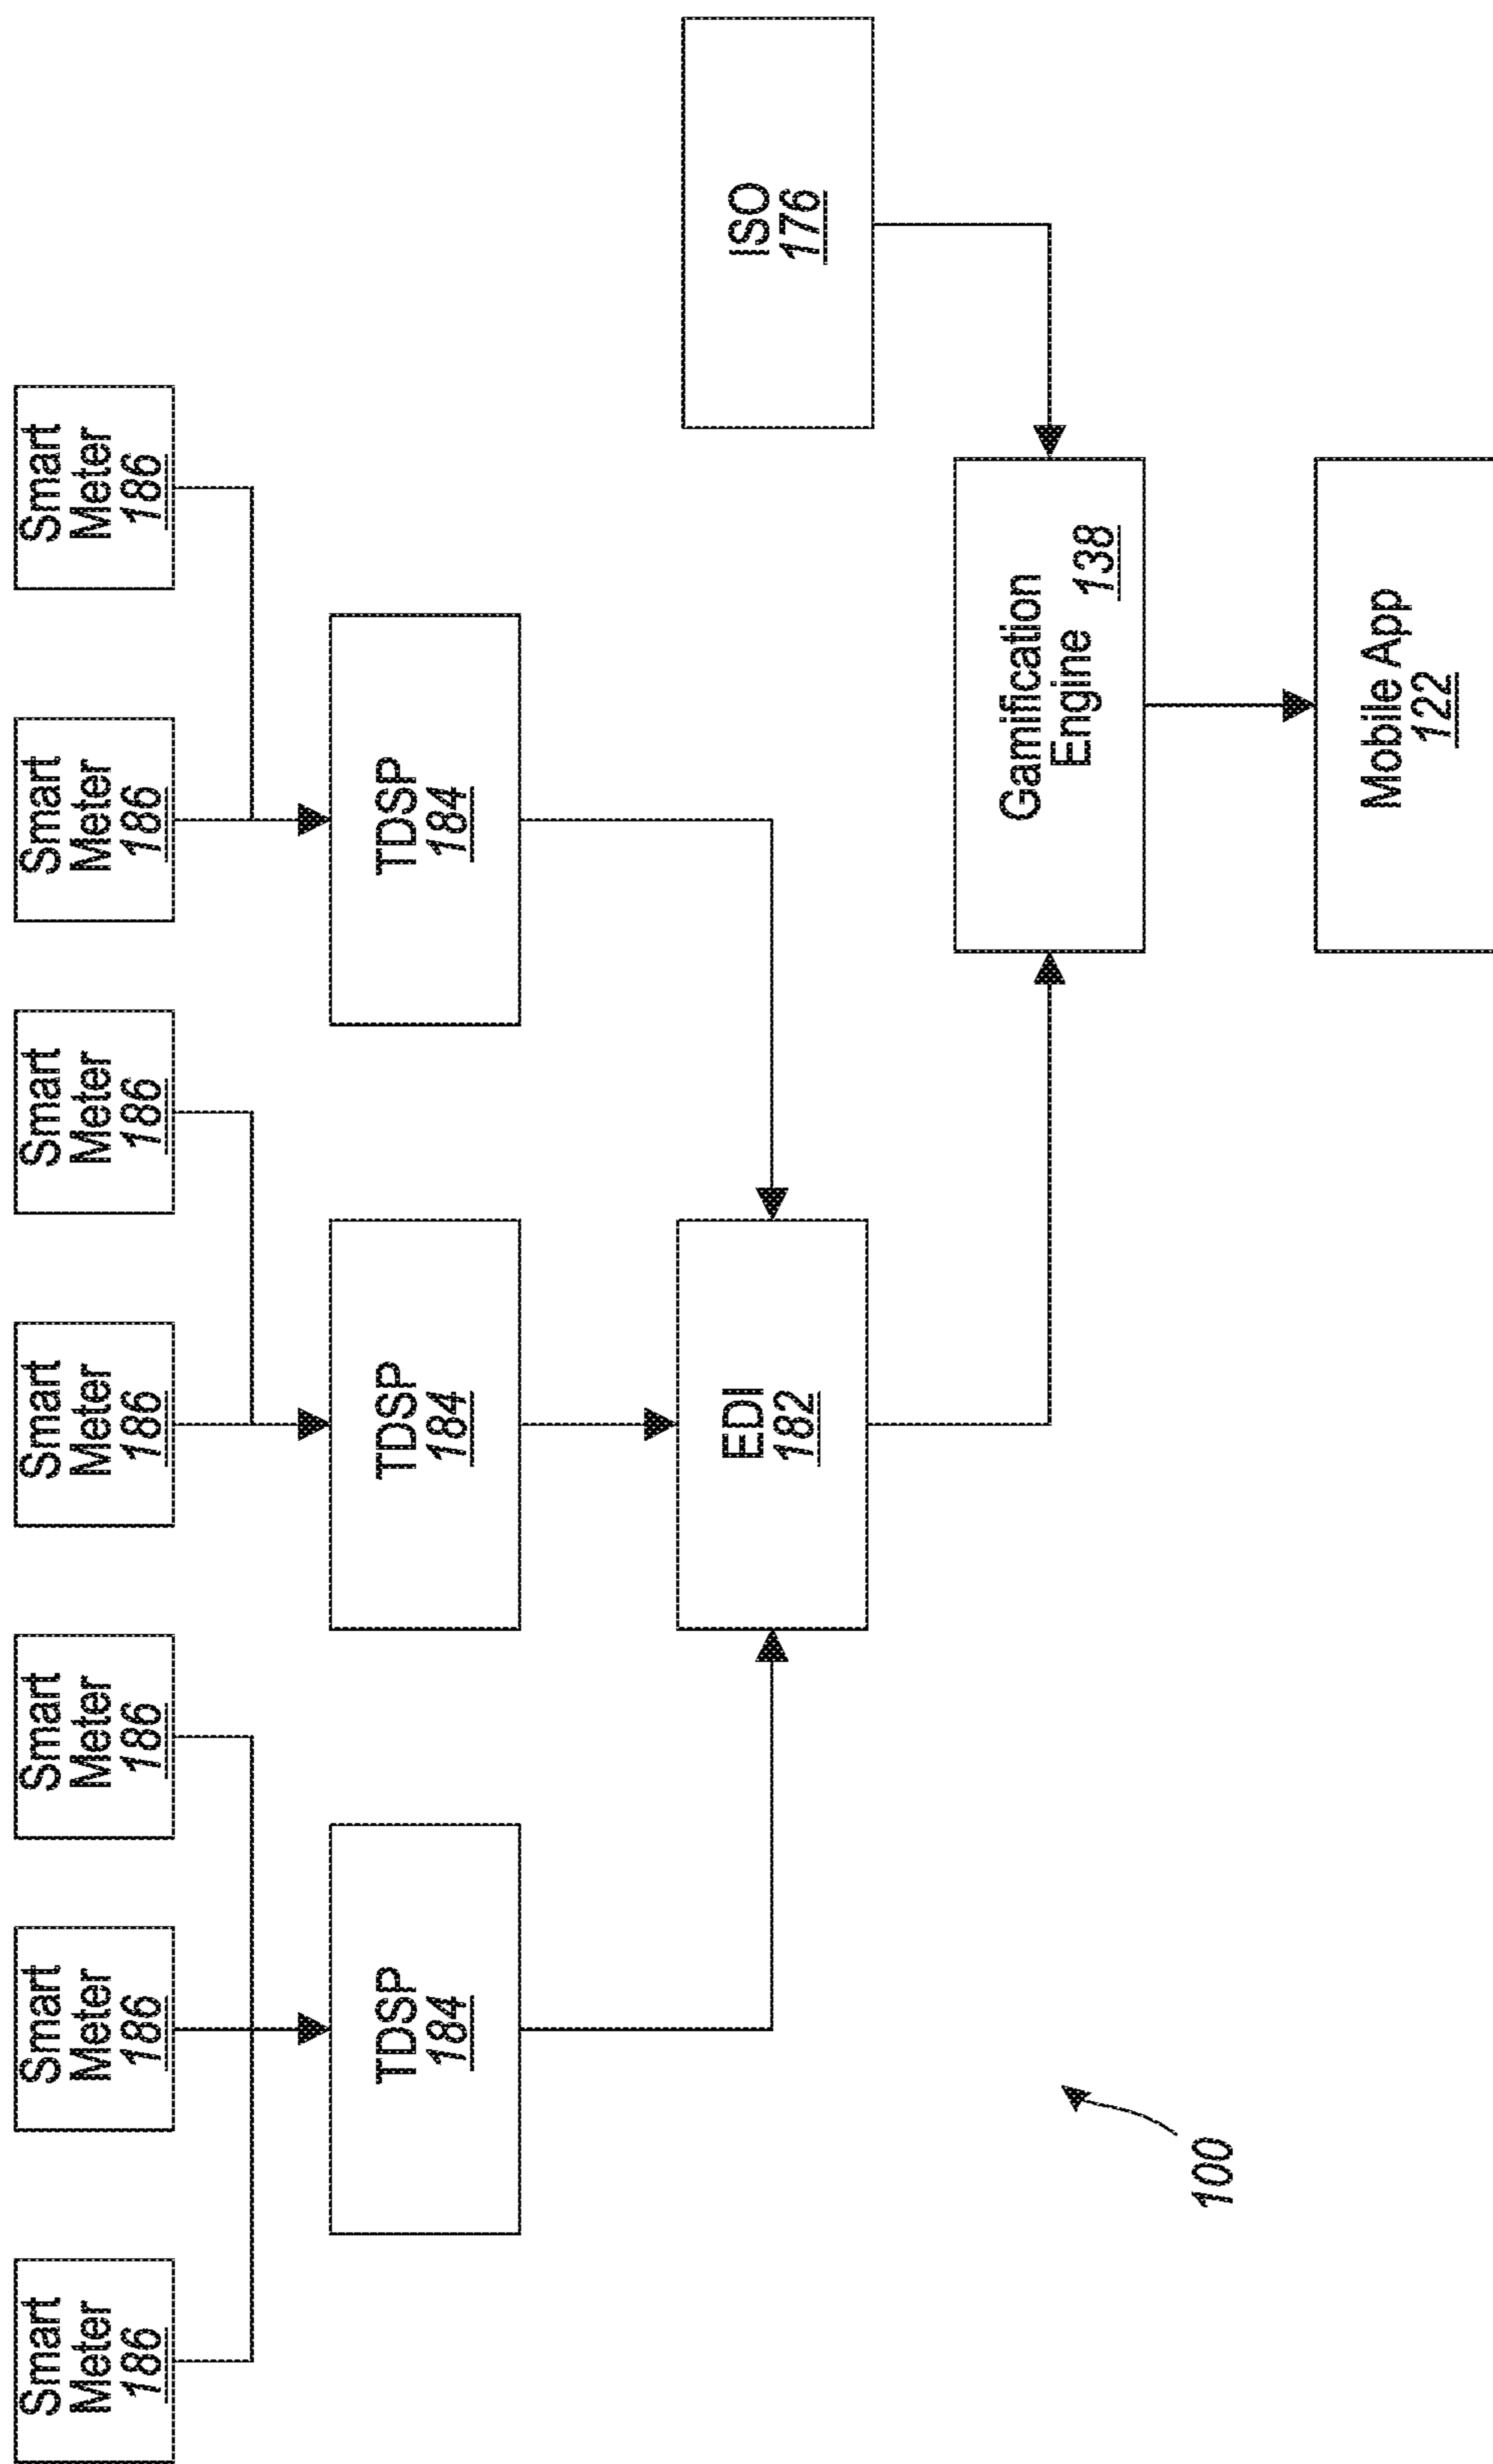 Smart
Meter
186
Smart
Meter
186
Smart
Meter
186
Smart
Meter
186
Smart
Meter
186
Smart
Meter
186
Smart
Meter
186
TDSP
184
TDSP
184
TDSP
184
EDI
182
ISO
176
Gamification
Engine 138
100
Mobile App
122